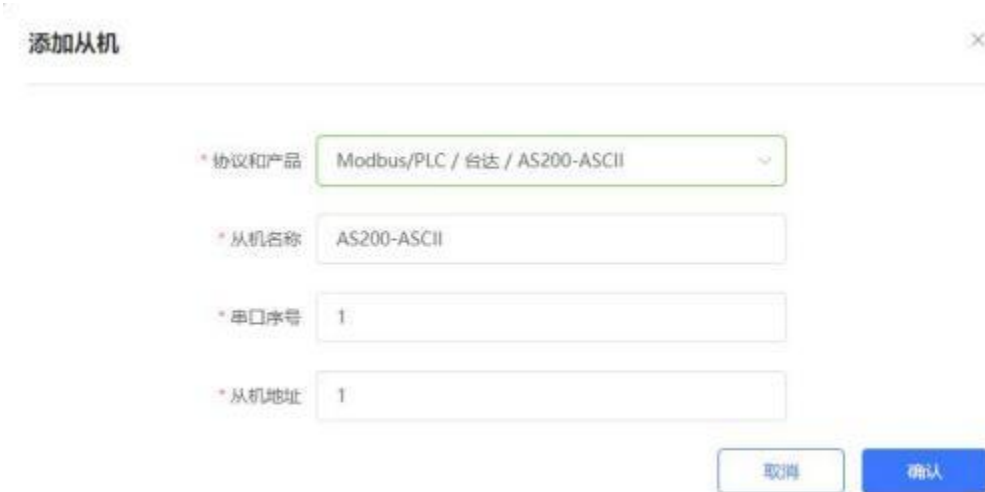 添加从机
* 协议和产品 Modbus/PLC / 台达 / AS200-ASCII
* 从机名称 AS200-ASCII
* 串口序号 1
* 从机地址 1
取消 确认